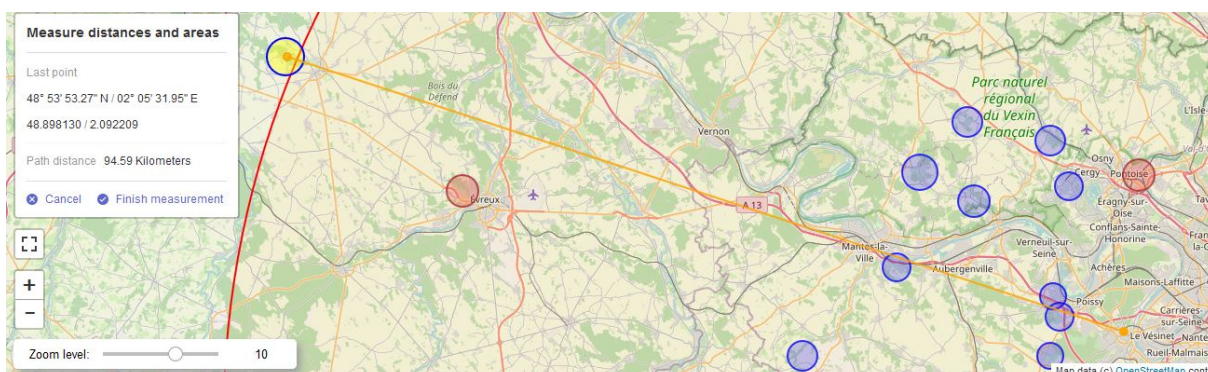 Measure distances and areas
Last point
48° 53' 53.27" N / 02° 05' 31.95" E
48.898130 / 2.092209
Path distance 94.59 Kilometers
Cancel Finish measurement
+
−
Zoom level: 10
Bois du
Défend
Évreux
Vernon
A 13
Mantes-la-
Ville
Aubergenville
Parc naturel
régional
du Vexin
Français
L'Isle-
Osny
Cergy
Pontoise
Éragny-sur-
Oise
Conflans-Sainte-
Honorine
Verneuil-sur-
Seine
Achères
Maisons-Laffitte
Poissy
Carrières-
sur-Seine
Le Vésinet
Nante
Rueil-Malmais
Map data (c) OpenStreetMap cont